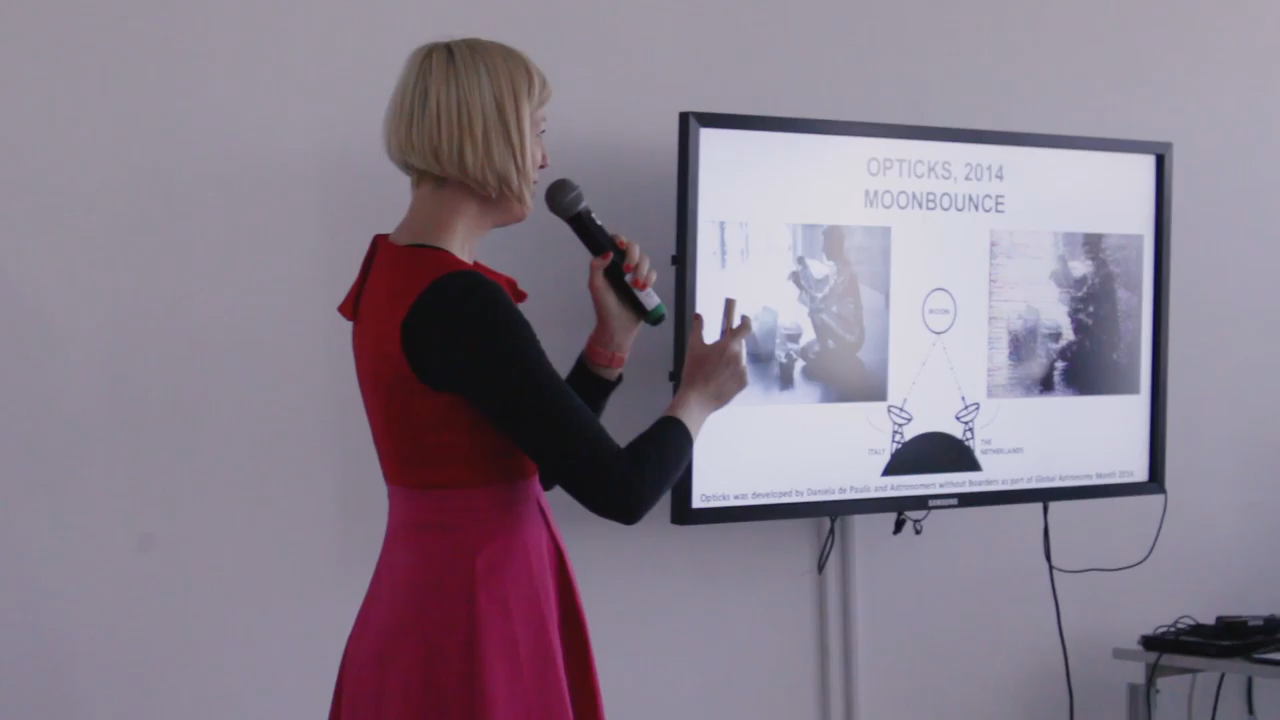 OPTICKS, 2014
MOONBOUNCE
MOON
ITALY
THE
NETHERLANDS
Opticks was developed by Daniela de Paulis and Astronomers without Boarders as part of Global Astronomy Month 2014.
SAMSUNG